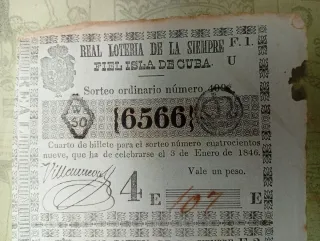 REAL LOTERIA DE LA SIEMPRE F. 1.
FIEL ISLA DE CUBA. U
Sorteo ordinario número
50 {6566}
Cuarto de billete para el sorteo número cuatrocientos
nueve, que ha de celebrarse el 3 de Enero de 1846.
Vale un peso.
4 E E